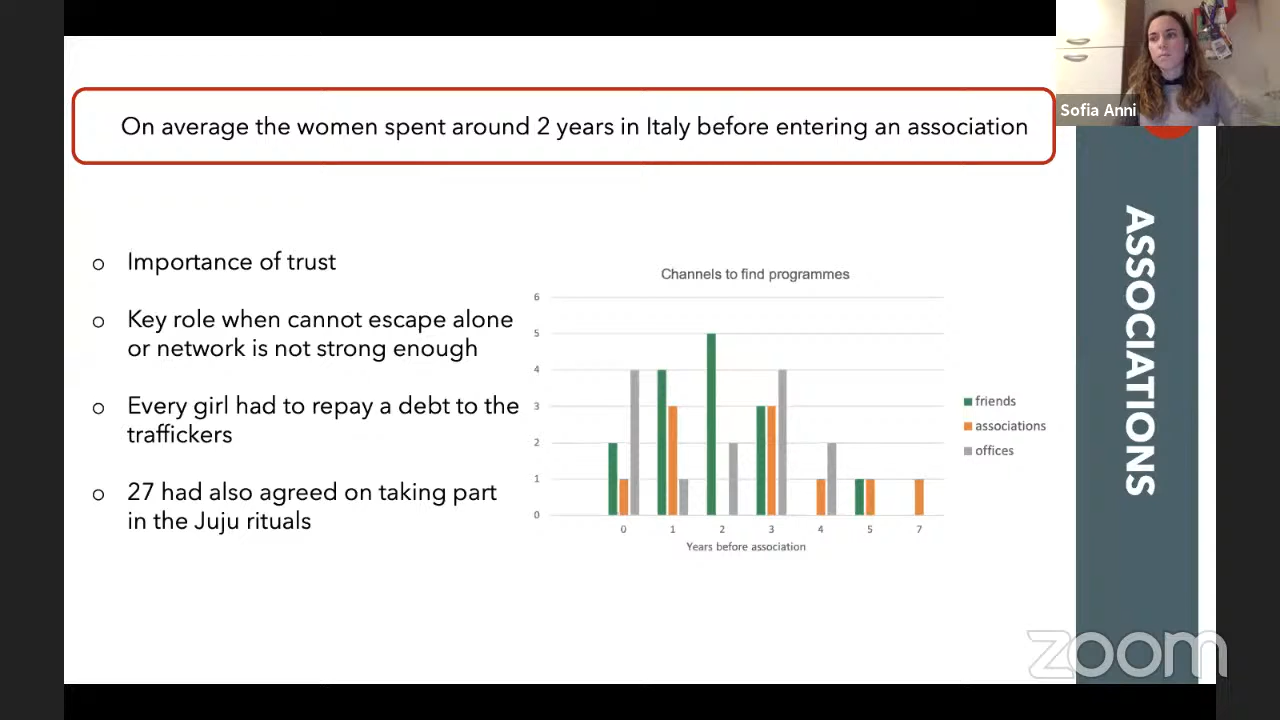 On average the women spent around 2 years in Italy before entering an association
Sofia Anni
ASSOCIATIONS
o Importance of trust
o Key role when cannot escape alone
or network is not strong enough
o Every girl had to repay a debt to the
traffickers
o 27 had also agreed on taking part
in the Juju rituals
Channels to find programmes
6
5
4
3
2
1
0
0 1 2 3 4 5 7
Years before association
friends
associations
offices
zoom